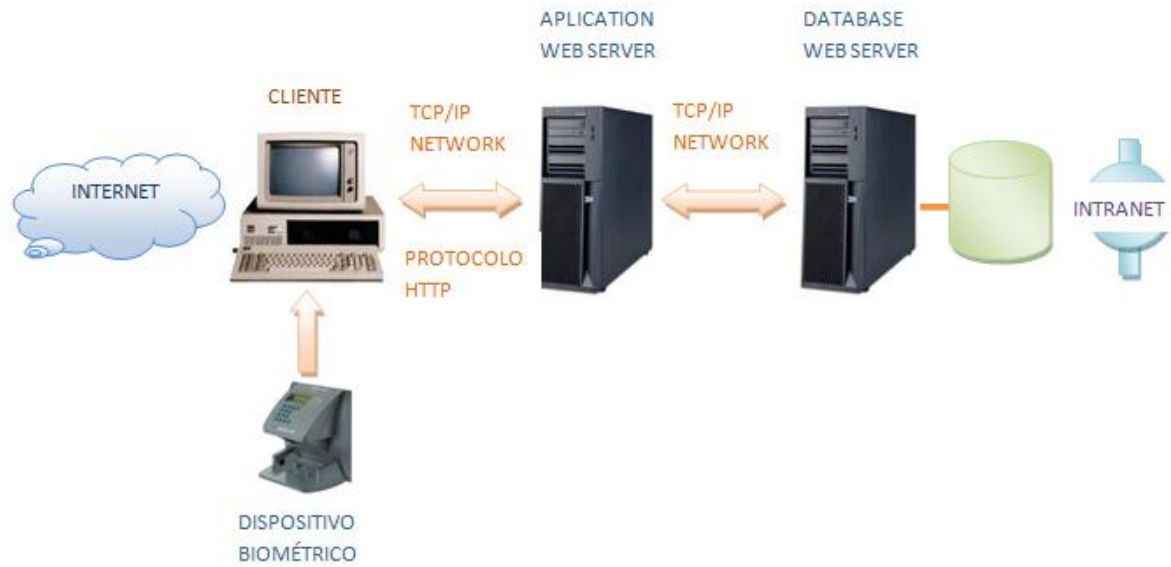 APLICATION
WEB SERVER
DATABASE
WEB SERVER
CLIENTE
TCP/IP
NETWORK
TCP/IP
NETWORK
INTERNET
INTRANET
PROTOCOLO
HTTP
DISPOSITIVO
BIOMÉTRICO